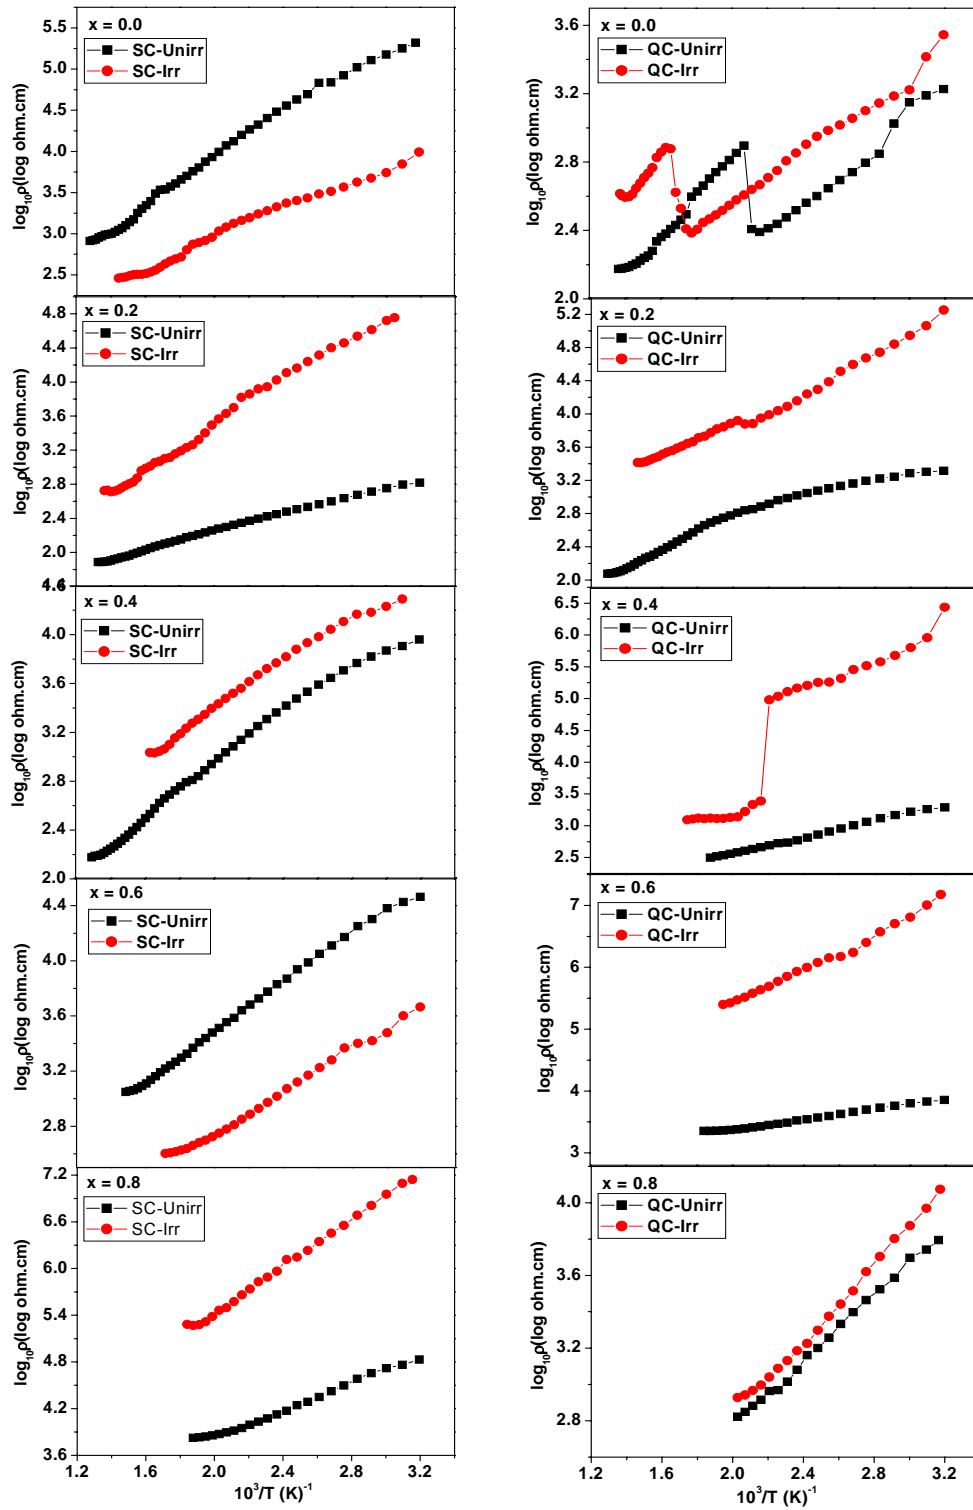 x = 0.0
SC-Unirr
SC-Irr
5.5
5.0
4.5
4.0
3.5
3.0
2.5
log10ρ(log ohm.cm)
x = 0.2
SC-Unirr
SC-Irr
4.8
4.0
3.6
3.2
2.8
2.4
2.0
log10ρ(log ohm.cm)
x = 0.4
SC-Unirr
SC-Irr
4.0
3.6
3.2
2.8
2.4
2.0
log10ρ(log ohm.cm)
x = 0.6
SC-Unirr
SC-Irr
4.4
4.0
3.6
3.2
2.8
log10ρ(log ohm.cm)
x = 0.8
SC-Unirr
SC-Irr
7.2
6.6
6.0
5.4
4.8
4.2
3.6
log10ρ(log ohm.cm)
1.2 1.6 2.0 2.4 2.8 3.2
10³/T (K)⁻¹
x = 0.0
QC-Unirr
QC-Irr
3.6
3.2
2.8
2.4
2.0
log10ρ(log ohm.cm)
x = 0.2
QC-Unirr
QC-Irr
5.2
4.8
4.4
4.0
3.6
3.2
2.8
2.4
2.0
log10ρ(log ohm.cm)
x = 0.4
QC-Unirr
QC-Irr
6.5
6.0
5.5
5.0
4.5
4.0
3.5
3.0
2.5
log10ρ(log ohm.cm)
x = 0.6
QC-Unirr
QC-Irr
7
6
5
4
3
log10ρ(log ohm.cm)
x = 0.8
QC-Unirr
QC-Irr
4.0
3.6
3.2
2.8
log10ρ(log ohm.cm)
1.2 1.6 2.0 2.4 2.8 3.2
10³/T (K)⁻¹